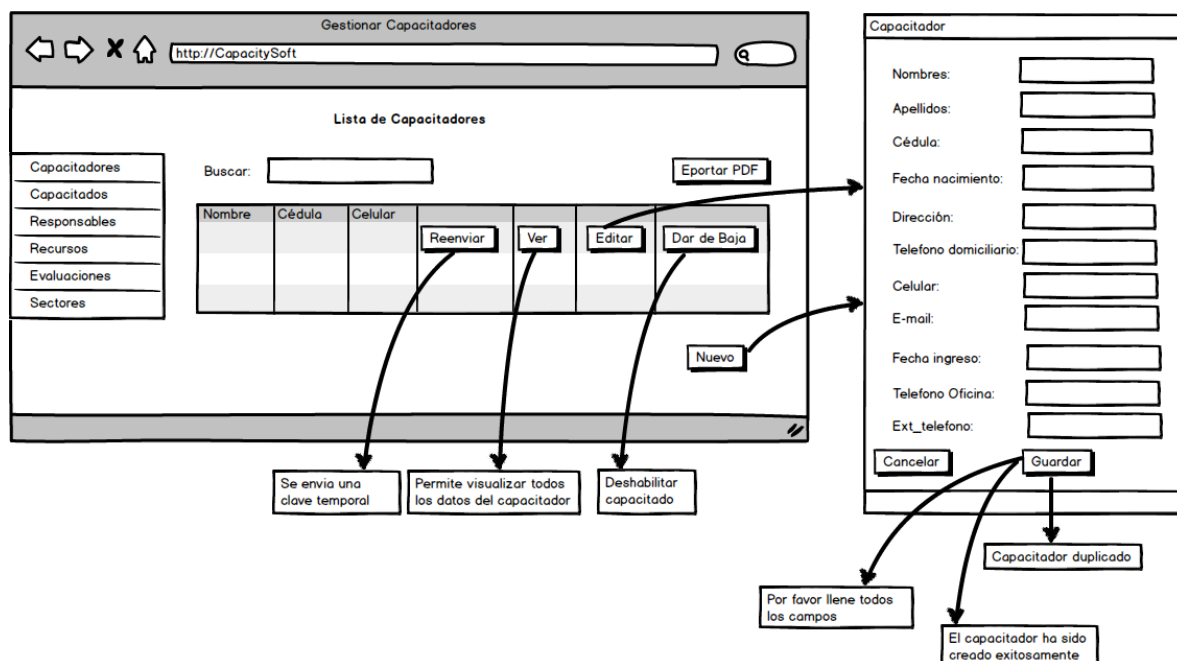 Gestionar Capacitadores
http://CapacitySoft
Lista de Capacitadores
Capacitadores
Capacitados
Responsables
Recursos
Evaluaciones
Sectores
Buscar:
Eportar PDF
Nombre
Cédula
Celular
Reenviar
Ver
Editar
Dar de Baja
Nuevo
Se envia una
clave temporal
Permite visualizar todos
los datos del capacitador
Deshabilitar
capacitado
Capacitador
Nombres:
Apellidos:
Cédula:
Fecha nacimiento:
Dirección:
Telefono domiciliario:
Celular:
E-mail:
Fecha ingreso:
Telefono Oficina:
Ext_telefono:
Cancelar
Guardar
Capacitador duplicado
Por favor llene todos
los campos
El capacitador ha sido
creado exitosamente